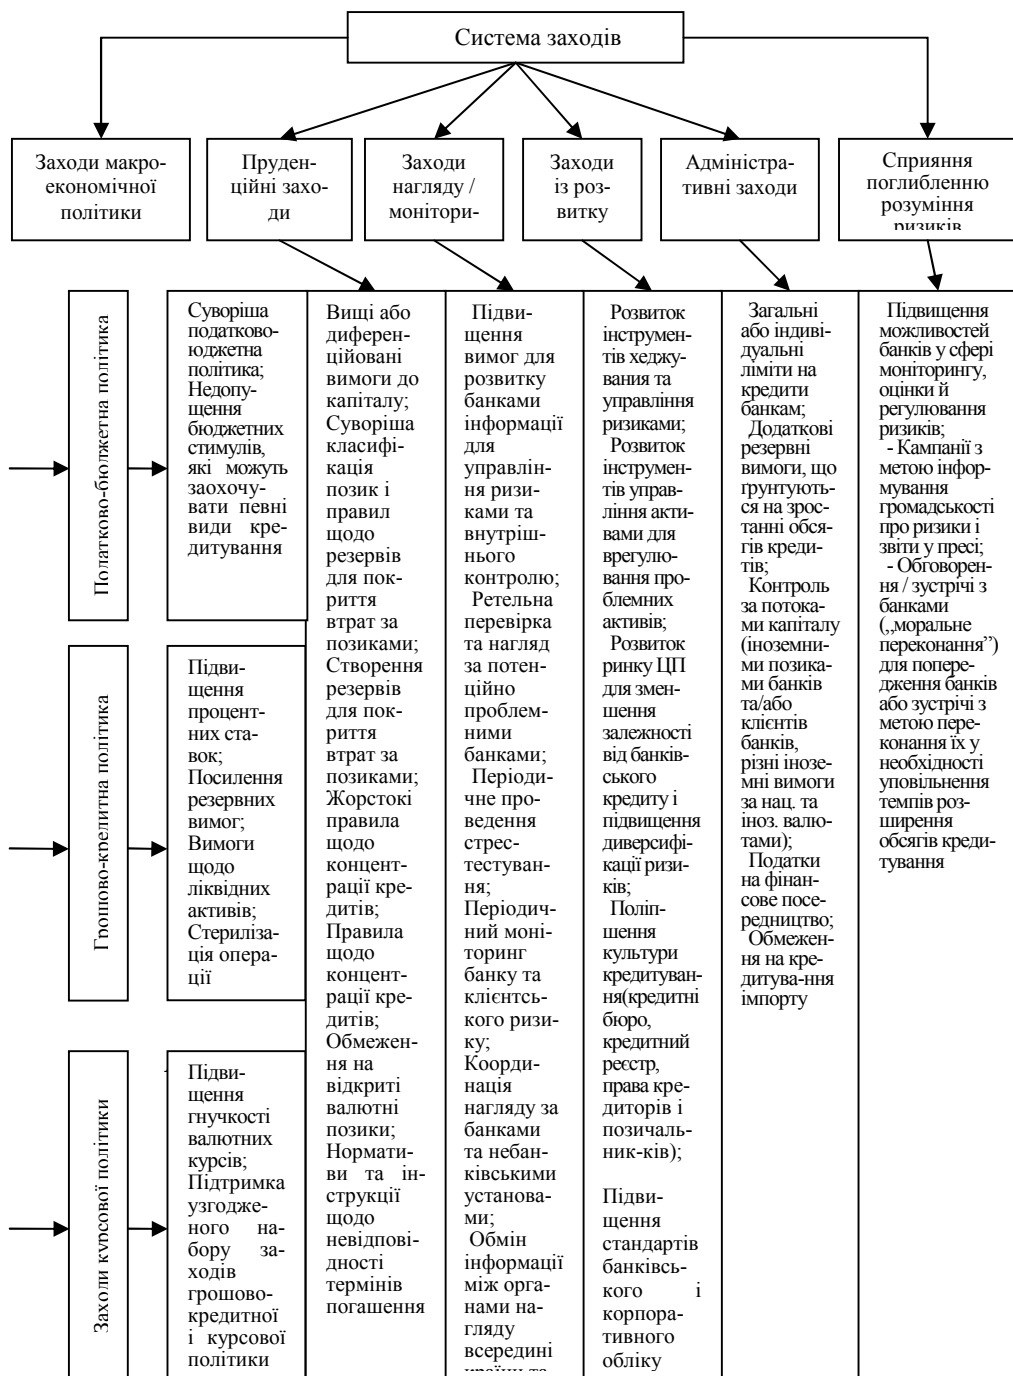 Система заходів
Заходи макро-
економічної
політики
Пруден-
ційні захо-
ди
Заходи
нагляду /
монітори-
Заходи
із роз-
витку
Адміністра-
тивні заходи
Сприяння
поглибленню
розуміння
ризиків
Податково-бюджетна політика
Суворіша
податково-
юджетна
політика;
Недопу-
щення
бюджетних
стимулів,
які можуть
заохочу-
вати певні
види кре-
дитування
Грошово-кредитна політика
Підви-
щення
процент-
них ста-
вок;
Посилення
резервних
вимог;
Вимоги
щодо
ліквідних
активів;
Стерилiза-
ція опера-
ції
Заходи курсової політики
Підви-
щення
гнучкості
валютних
курсів;
Підтримка
узгодже-
ного на-
бору за-
ходів
грошово-
кредитної
і курсової
політики
Вищі або
диферен-
ційовані
вимоги до
капіталу;
Суворіша
класифі-
кація
позик і
правил
щодо
резервів
для пок-
риття
втрат за
позиками;
Створення
резервів
для пок-
риття
втрат за
позиками;
Жорсткокі
правила
щодо
концент-
рації кре-
дитів;
Правила
щодо
концент-
рації кре-
дитів;
Обмежен-
ня на
відкриті
валютні
позики;
Нормати-
ви та ін-
струкції
щодо
невідпові-
дності
термінів
погашення
Підви-
щення
вимог для
розвитку
банками
інформації
для
управлін-
ня ризи-
ками та
внутріш-
нього
контролю;
Ретельна
перевірка
та нагляд
за потен-
ційно
проблем-
ними
банками;
Періоди-
чне про-
ведення
стрес-
тестуван-
ня;
Періодич-
ний моні-
торинг
банку та
клієнтсь-
кого ризи-
ку;
Коорди-
нація
нагляду за
банками
та небан-
ківськими
установа-
ми;
Обмін
інформації
між орга-
нами на-
гляду
всередині
країни та
Розвиток
інструмен-
тів хеджу-
вання та
управління
ризиками;
Розвиток
інструмен-
тів управ-
ління акти-
вами для
врегулю-
вання про-
блемних
активів;
Розвиток
ринку ЦП
для змен-
шення
залежності
від банків-
ського
кредиту і
підвищення
диверсифі-
кації ризи-
ків;
Поліп-
шення
культури
кредитуван-
ня(кредитні
бюро,
кредитний
реєстр,
права кре-
диторів і
позичаль-
ник-ків);
Підви-
щення
стандартів
банківсь-
кого і
корпора-
тивного
обліку
Загальні
або індиві-
дуальні
ліміти на
кредити
банкам;
Додаткові
резервні
вимоги, що
ґрунтують-
ся на зрос-
танні обся-
гів креди-
тів;
Контроль
за потока-
ми капіталу
(іноземни-
ми позика-
ми банків
та/або
клієнтів
банків,
різні інозе-
мні вимоги
за нац. та
іноз. валю-
тами);
Податки
на фінан-
сове посе-
редництво;
Обмежен-
ня на кре-
дитува-ння
імпорту
Підвищення
можливостей
банків у сфері
моніторингу,
оцінки й
регулювання
ризиків;
- Кампанії з
метою інфор-
мування
громадськості
про ризики і
звіти у пресі;
- Обговорен-
ня / зустрічі з
банками
(„моральне
переконання”)
для попере-
дження банків
або зустрічі з
метою пере-
конання їх у
необхідності
уповільнення
темпів роз-
ширення
обсягів креди-
тування